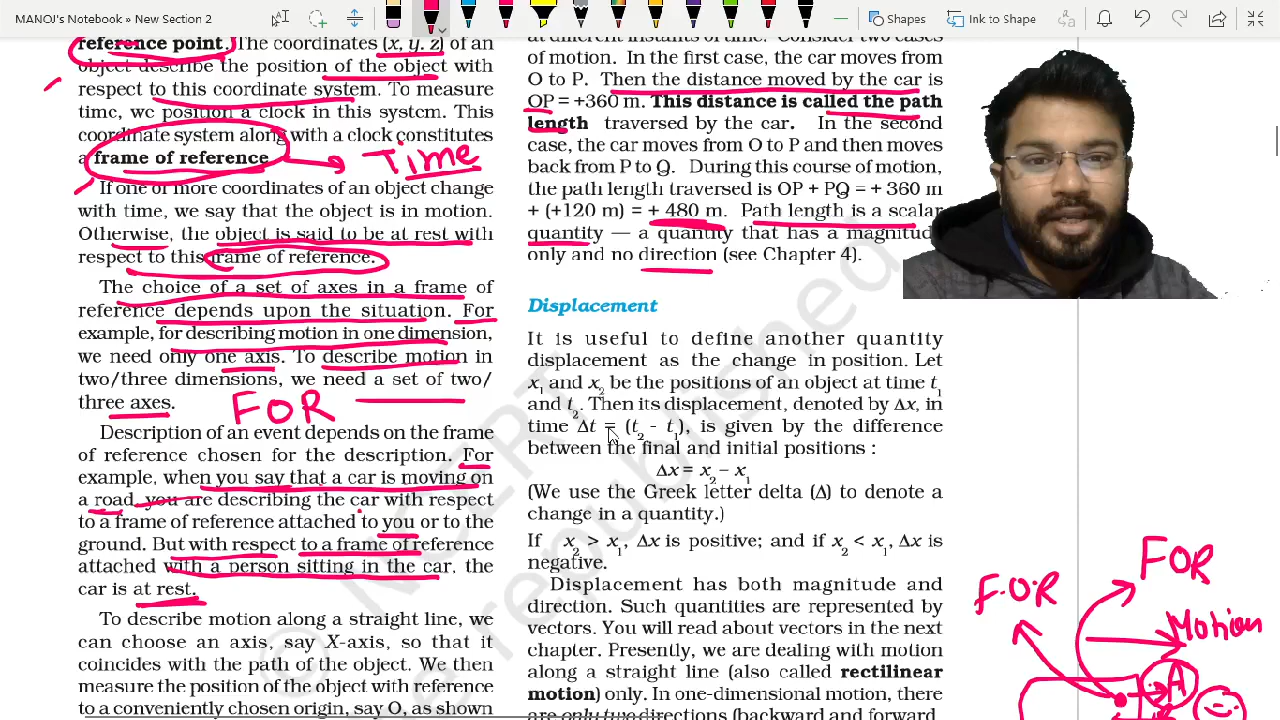 MANOJ's Notebook » New Section 2
Shapes
Ink to Shape
reference point. The coordinates (x, y. z) of an
object describe the position of the object with
respect to this coordinate system. To measure
time, we position a clock in this system. This
coordinate system along with a clock constitutes
a frame of reference
Time
If one or more coordinates of an object change
with time, we say that the object is in motion.
Otherwise, the object is said to be at rest with
respect to this frame of reference.
The choice of a set of axes in a frame of
reference depends upon the situation. For
example, for describing motion in one dimension,
we need only one axis. To describe motion in
two/three dimensions, we need a set of two/
three axes.
FOR
Description of an event depends on the frame
of reference chosen for the description. For
example, when you say that a car is moving on
a road, you are describing the car with respect
to a frame of reference attached to you or to the
ground. But with respect to a frame of reference
attached with a person sitting in the car, the
car is at rest.
To describe motion along a straight line, we
can choose an axis, say X-axis, so that it
coincides with the path of the object. We then
measure the position of the object with reference
to a conveniently chosen origin, say O, as shown
at different instants of time. Consider two cases
of motion. In the first case, the car moves from
O to P. Then the distance moved by the car is
OP = +360 m. This distance is called the path
length traversed by the car. In the second
case, the car moves from O to P and then moves
back from P to Q. During this course of motion,
the path length traversed is OP + PQ = + 360 m
+ (+120 m) = + 480 m. Path length is a scalar
quantity — a quantity that has a magnitude
only and no direction (see Chapter 4).
Displacement
It is useful to define another quantity
displacement as the change in position. Let
x₁ and x₂ be the positions of an object at time t₁
and t₂. Then its displacement, denoted by Δx, in
time Δt = (t₂ - t₁), is given by the difference
between the final and initial positions :
Δx = x₂ – x₁
(We use the Greek letter delta (Δ) to denote a
change in a quantity.)
If x₂ > x₁, Δx is positive; and if x₂ < x₁, Δx is
negative.
Displacement has both magnitude and
direction. Such quantities are represented by
vectors. You will read about vectors in the next
chapter. Presently, we are dealing with motion
along a straight line (also called rectilinear
motion) only. In one-dimensional motion, there
are only two directions (backward and forward,
© NCERT
republished
FOR
F.O.R
Motion
A